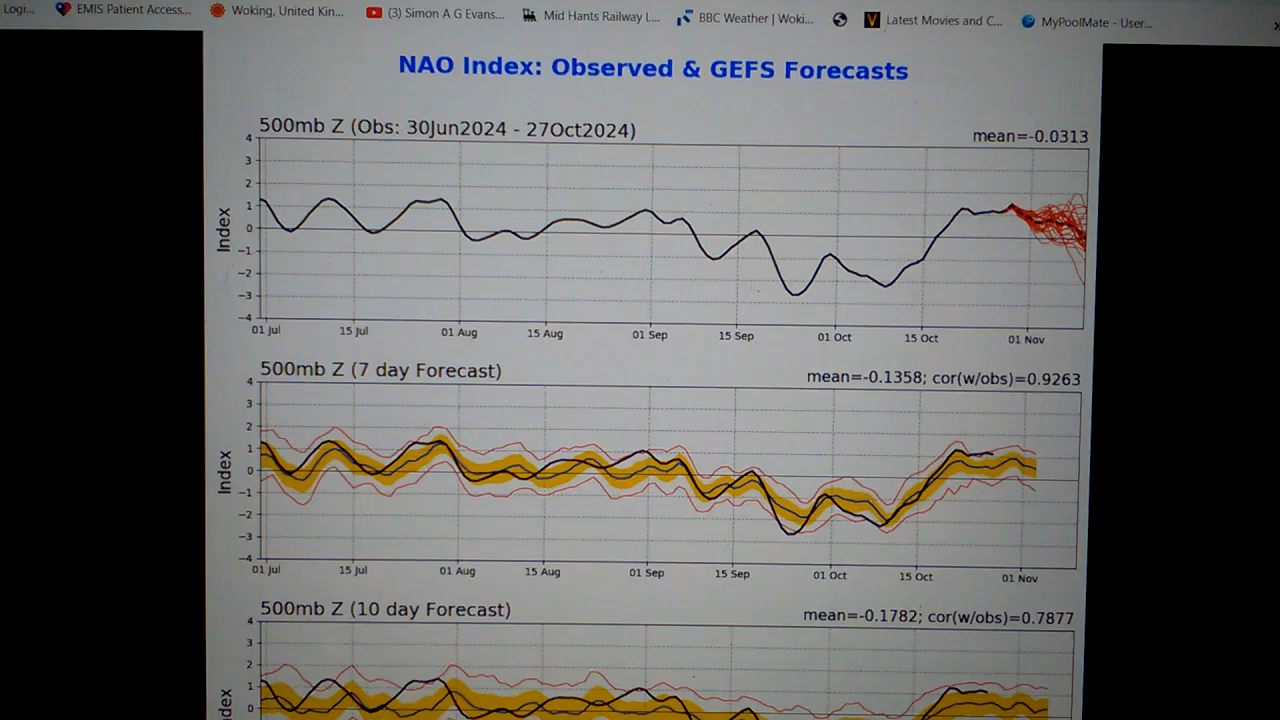 Logi... EMIS Patient Access... Woking, United Kin... (3) Simon A G Evans... Mid Hants Railway L... BBC Weather | Woki... Latest Movies and C... MyPoolMate - User...
NAO Index: Observed & GEFS Forecasts
500mb Z (Obs: 30Jun2024 - 27Oct2024) mean=-0.0313
4
3
2
1
0
−1
−2
−3
−4
Index
01 Jul 15 Jul 01 Aug 15 Aug 01 Sep 15 Sep 01 Oct 15 Oct 01 Nov
500mb Z (7 day Forecast) mean=-0.1358; cor(w/obs)=0.9263
4
3
2
1
0
−1
−2
−3
−4
Index
01 Jul 15 Jul 01 Aug 15 Aug 01 Sep 15 Sep 01 Oct 15 Oct 01 Nov
500mb Z (10 day Forecast) mean=-0.1782; cor(w/obs)=0.7877
4
3
2
1
0
dex